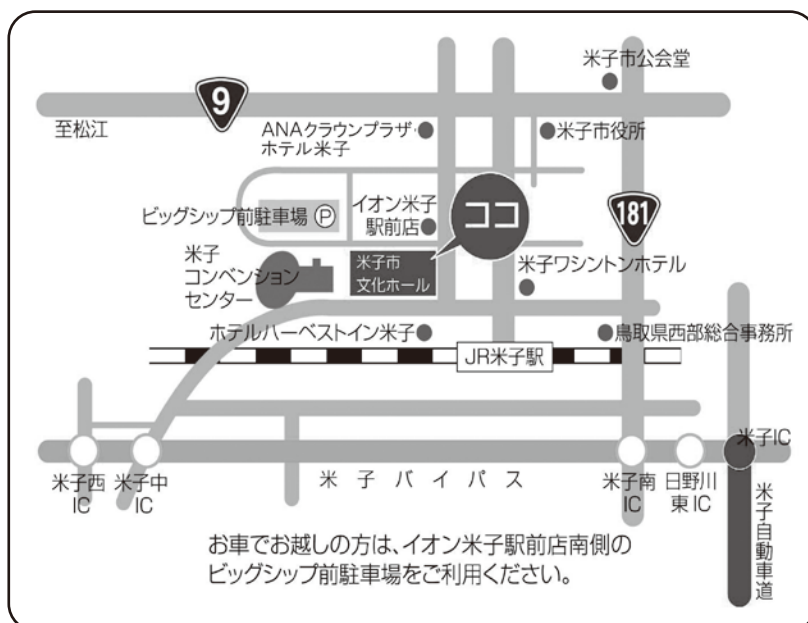 米子市公会堂
9
至松江
ANAクラウンプラザ
ホテル米子
米子市役所
ビッグシップ前駐車場 Ⓟ
イオン米子
駅前店
ココ
181
米子
コンベンション
センター
米子市
文化ホール
米子ワシントンホテル
ホテルハーベストイン米子
鳥取県西部総合事務所
JR米子駅
米子IC
米子西
IC
米子中
IC
米子バイパス
米子南
IC
日野川
東IC
米子自動車道
お車でお越しの方は、イオン米子駅前店南側の
ビッグシップ前駐車場をご利用ください。